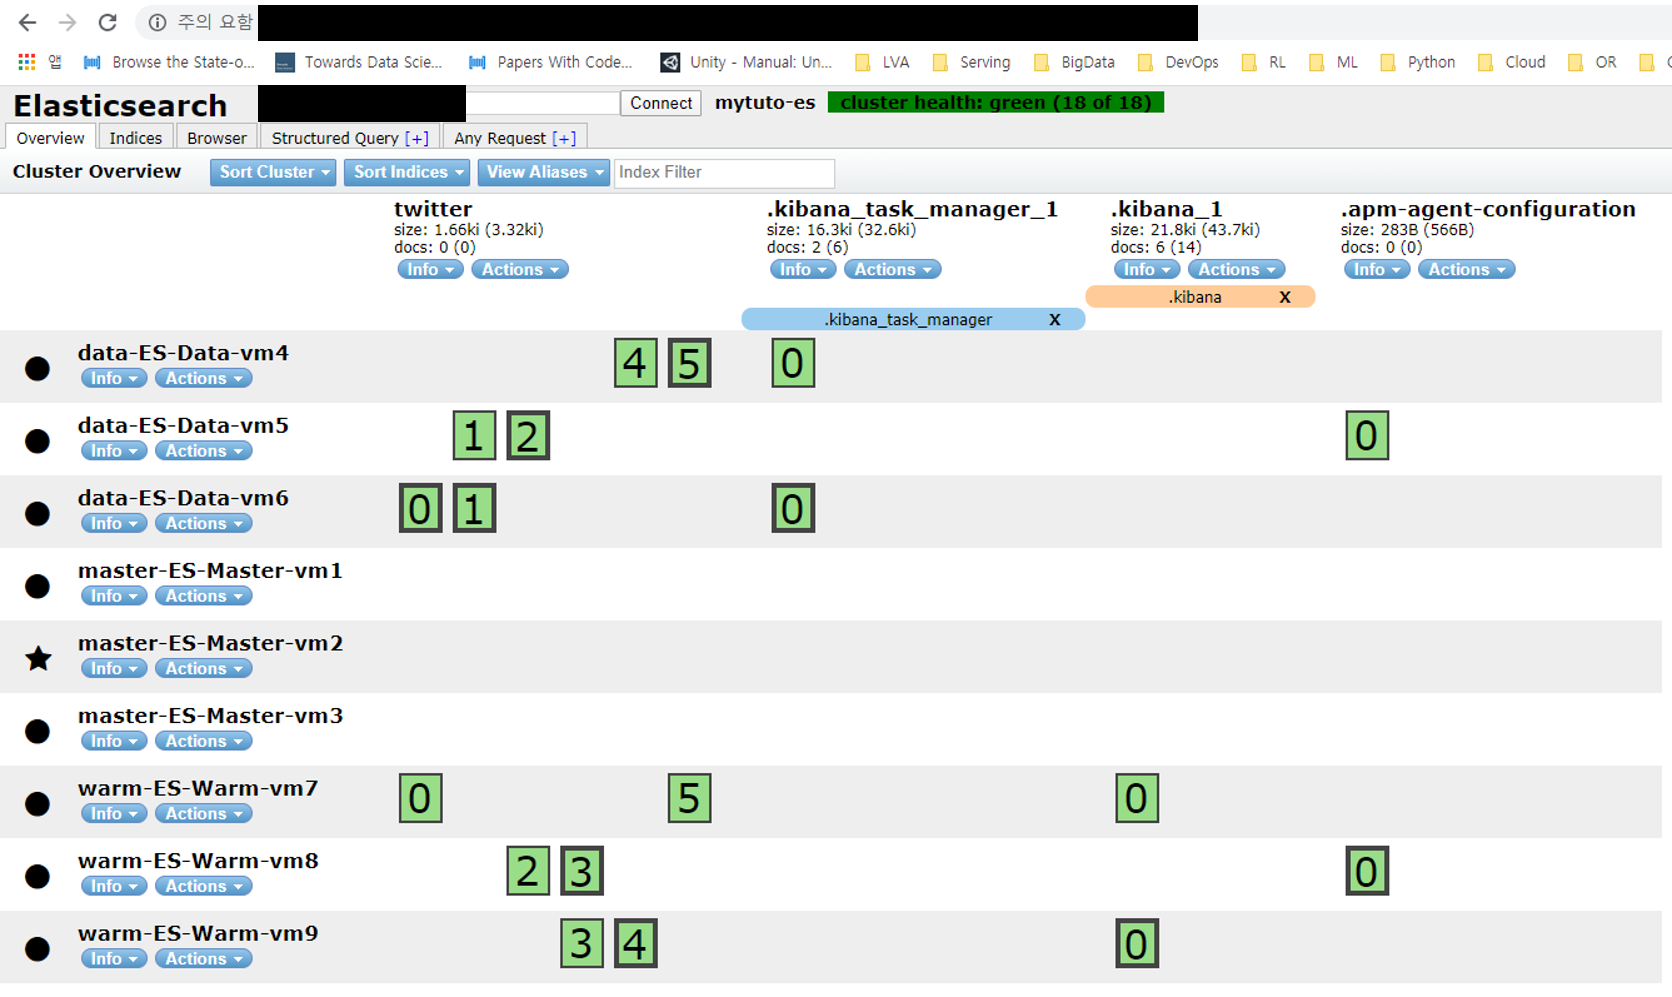 주의 요함
Browse the State-o... Towards Data Scie... Papers With Code... Unity - Manual: Un... LVA Serving BigData DevOps RL ML Python Cloud OR
Elasticsearch Connect mytuto-es cluster health: green (18 of 18)
Overview Indices Browser Structured Query [+] Any Request [+]
Cluster Overview Sort Cluster Sort Indices View Aliases Index Filter
twitter .kibana_task_manager_1 .kibana_1 .apm-agent-configuration
size: 1.66ki (3.32ki) size: 16.3ki (32.6ki) size: 21.8ki (43.7ki) size: 283B (566B)
docs: 0 (0) docs: 2 (6) docs: 6 (14) docs: 0 (0)
Info Actions Info Actions Info Actions Info Actions
.kibana X
.kibana_task_manager X
data-ES-Data-vm4 4 5 0
Info Actions
data-ES-Data-vm5 1 2 0
Info Actions
data-ES-Data-vm6 0 1 0
Info Actions
master-ES-Master-vm1
Info Actions
master-ES-Master-vm2
Info Actions
master-ES-Master-vm3
Info Actions
warm-ES-Warm-vm7 0 5 0
Info Actions
warm-ES-Warm-vm8 2 3 0
Info Actions
warm-ES-Warm-vm9 3 4 0
Info Actions